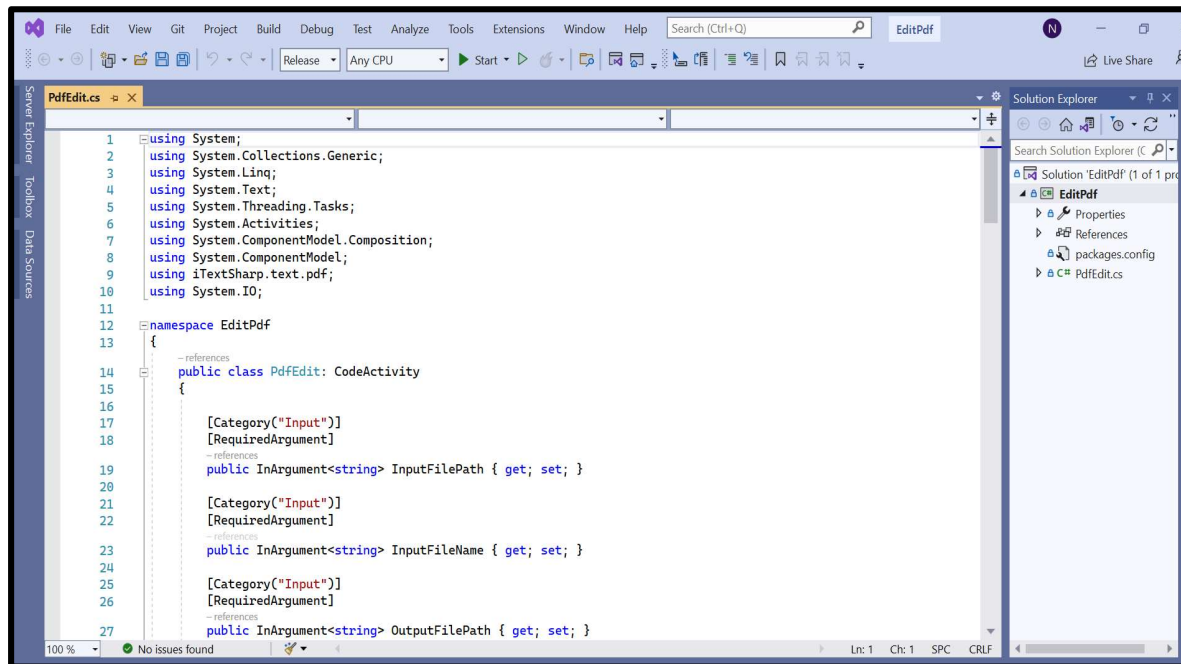 File Edit View Git Project Build Debug Test Analyze Tools Extensions Window Help Search (Ctrl+Q) EditPdf N
Release Any CPU Start Live Share
Server Explorer
Toolbox
Data Sources
PdfEdit.cs
1 using System;
2 using System.Collections.Generic;
3 using System.Linq;
4 using System.Text;
5 using System.Threading.Tasks;
6 using System.Activities;
7 using System.ComponentModel.Composition;
8 using System.ComponentModel;
9 using iTextSharp.text.pdf;
10 using System.IO;
11
12 namespace EditPdf
13 {
– references
14 public class PdfEdit: CodeActivity
15 {
16
17 [Category("Input")]
18 [RequiredArgument]
– references
19 public InArgument<string> InputFilePath { get; set; }
20
21 [Category("Input")]
22 [RequiredArgument]
– references
23 public InArgument<string> InputFileName { get; set; }
24
25 [Category("Input")]
26 [RequiredArgument]
– references
27 public InArgument<string> OutputFilePath { get; set; }
100 % No issues found Ln: 1 Ch: 1 SPC CRLF
Solution Explorer
Search Solution Explorer (C
Solution 'EditPdf' (1 of 1 pro
C# EditPdf
Properties
References
packages.config
C# PdfEdit.cs